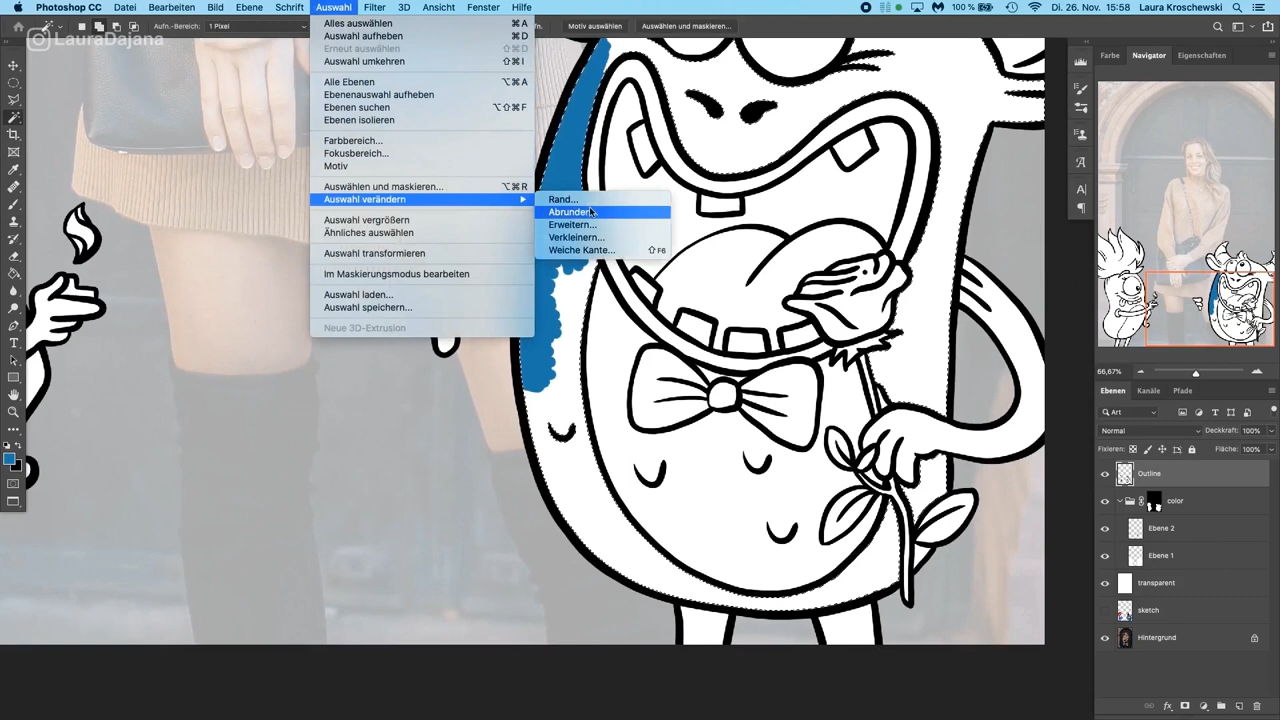 Photoshop CC Datei Bearbeiten Bild Ebene Schrift Auswahl Filter 3D Ansicht Fenster Hilfe 100 % Di. 26. Nov. 15:58 Laura Kroschewski
Aufn.-Bereich: 1 Pixel Motiv auswählen Auswählen und maskieren...
LauraDajana
Alles auswählen ⌘A
Auswahl aufheben ⌘D
Erneut auswählen ⇧⌘D
Auswahl umkehren ⇧⌘I
Alle Ebenen ⌥⌘A
Ebenenauswahl aufheben
Ebenen suchen ⌥⇧⌘F
Ebenen isolieren
Farbbereich...
Fokusbereich...
Motiv
Auswählen und maskieren... ⌥⌘R
Auswahl verändern
Auswahl vergrößern
Ähnliches auswählen
Auswahl transformieren
Im Maskierungsmodus bearbeiten
Auswahl laden...
Auswahl speichern...
Neue 3D-Extrusion
Rand...
Abrunden...
Erweitern...
Verkleinern...
Weiche Kante... ⇧F6
Farbe Navigator Eigenschaften
66,67%
Ebenen Kanäle Pfade
Art
Normal Deckkraft: 100%
Fixieren: Fläche: 100%
Outline
color
Ebene 2
Ebene 1
transparent
sketch
Hintergrund